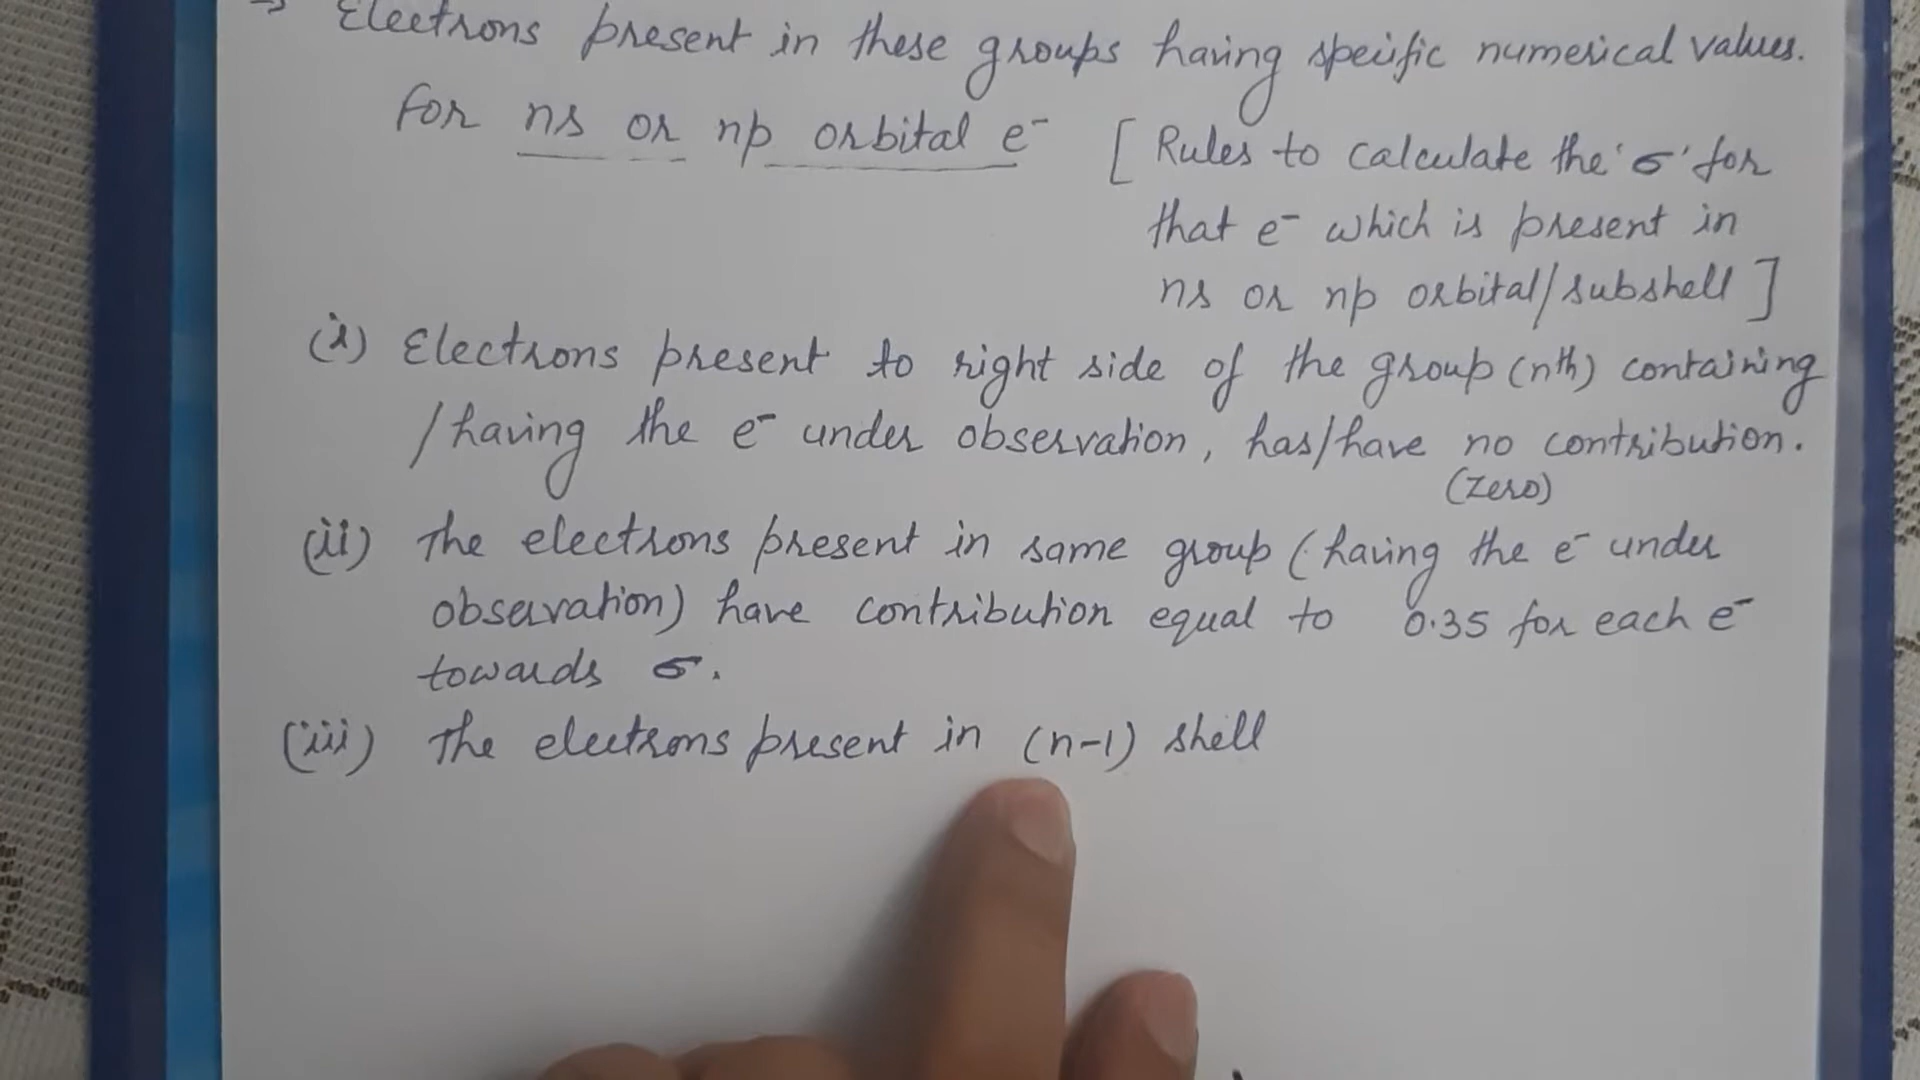 → Electrons present in these groups having specific numerical values.
For ns or np orbital e⁻ [Rules to calculate the 'σ' for
that e⁻ which is present in
ns or np orbital/subshell]
(i) Electrons present to right side of the group (nth) containing
/having the e⁻ under observation, has/have no contribution.
(zero)
(ii) The electrons present in same group (having the e⁻ under
observation) have contribution equal to 0.35 for each e⁻
towards σ.
(iii) The electrons present in (n-1) shell